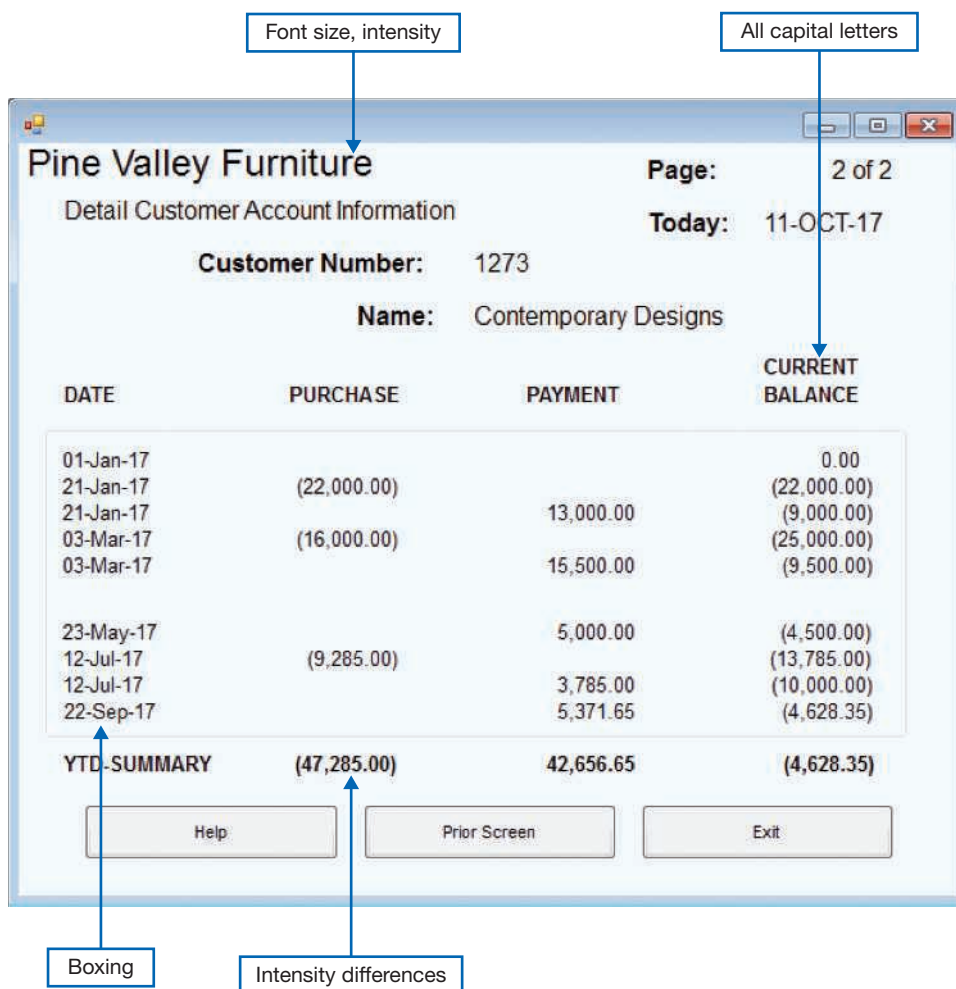 Font size, intensity
All capital letters
Pine Valley Furniture
Page: 2 of 2
Detail Customer Account Information
Today: 11-OCT-17
Customer Number: 1273
Name: Contemporary Designs
CURRENT
DATE PURCHASE PAYMENT BALANCE
01-Jan-17 0.00
21-Jan-17 (22,000.00) (22,000.00)
21-Jan-17 13,000.00 (9,000.00)
03-Mar-17 (16,000.00) (25,000.00)
03-Mar-17 15,500.00 (9,500.00)
23-May-17 5,000.00 (4,500.00)
12-Jul-17 (9,285.00) (13,785.00)
12-Jul-17 3,785.00 (10,000.00)
22-Sep-17 5,371.65 (4,628.35)
YTD-SUMMARY (47,285.00) 42,656.65 (4,628.35)
Help Prior Screen Exit
Boxing
Intensity differences